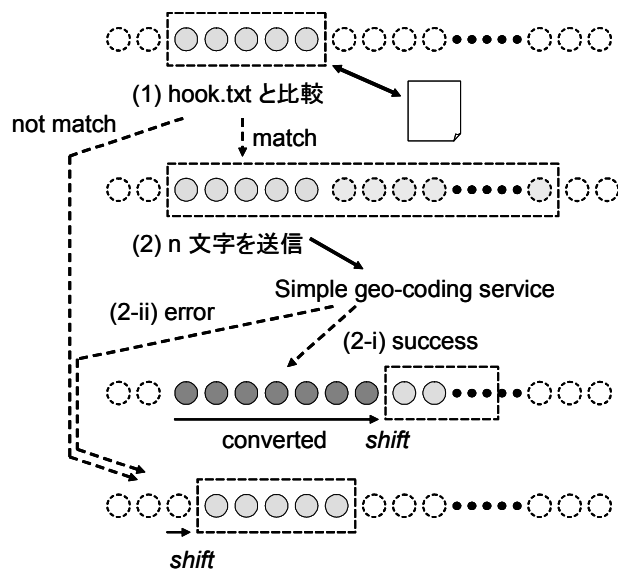 (1) hook.txt と比較
not match
match
(2) n 文字を送信
Simple geo-coding service
(2-ii) error
(2-i) success
converted
shift
shift